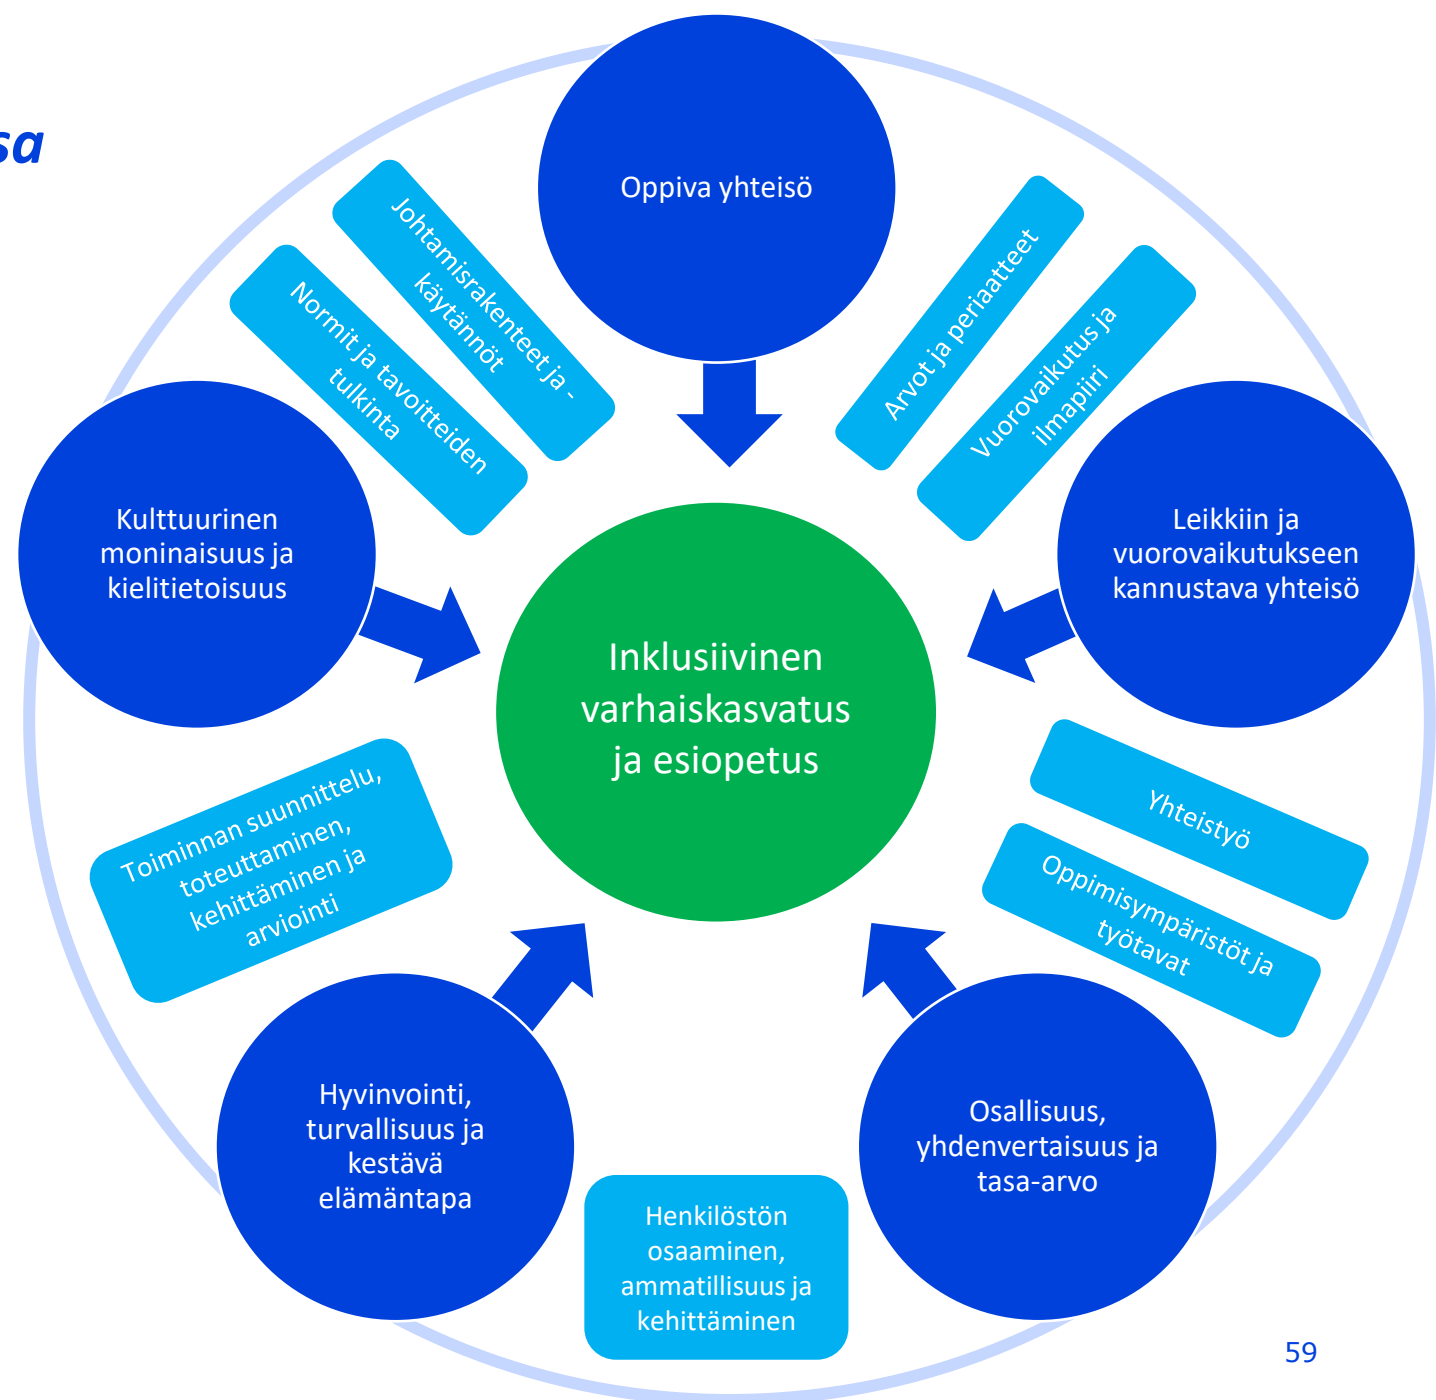 sa
Oppiva yhteisö
Johtamisrakenteet ja -
käytännöt
Normit ja tavoitteiden
tulkinta
Arvot ja periaatteet
Vuorovaikutus ja
ilmapiiri
Kulttuurinen
moninaisuus ja
kielitietoisuus
Leikkiin ja
vuorovaikutukseen
kannustava yhteisö
Inklusiivinen
varhaiskasvatus
ja esiopetus
Toiminnan suunnittelu,
toteuttaminen,
kehittäminen ja
arviointi
Yhteistyö
Oppimisympäristöt ja
työtavat
Hyvinvointi,
turvallisuus ja
kestävä
elämäntapa
Osallisuus,
yhdenvertaisuus ja
tasa-arvo
Henkilöstön
osaaminen,
ammatillisuus ja
kehittäminen
59